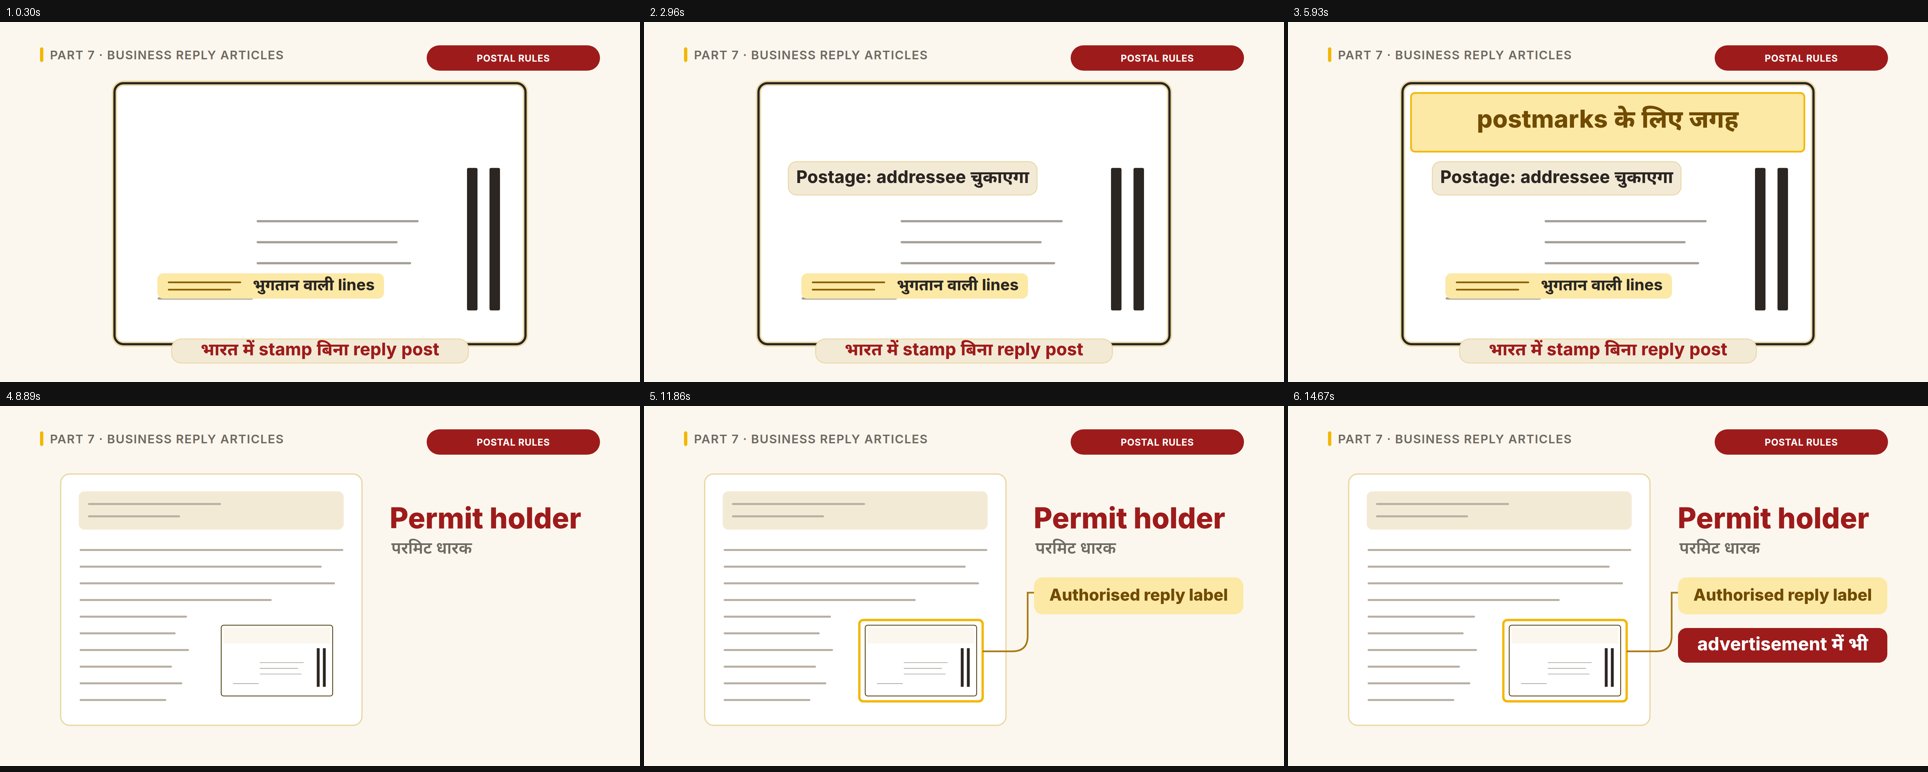 1. 0.30s
PART 7 · BUSINESS REPLY ARTICLES
POSTAL RULES
भुगतान वाली lines
भारत में stamp बिना reply post
2. 2.96s
PART 7 · BUSINESS REPLY ARTICLES
POSTAL RULES
Postage: addressee चुकाएगा
भुगतान वाली lines
भारत में stamp बिना reply post
3. 5.93s
PART 7 · BUSINESS REPLY ARTICLES
POSTAL RULES
postmarks के लिए जगह
Postage: addressee चुकाएगा
भुगतान वाली lines
भारत में stamp बिना reply post
4. 8.89s
PART 7 · BUSINESS REPLY ARTICLES
POSTAL RULES
Permit holder
परमिट धारक
5. 11.86s
PART 7 · BUSINESS REPLY ARTICLES
POSTAL RULES
Permit holder
परमिट धारक
Authorised reply label
6. 14.67s
PART 7 · BUSINESS REPLY ARTICLES
POSTAL RULES
Permit holder
परमिट धारक
Authorised reply label
advertisement में भी